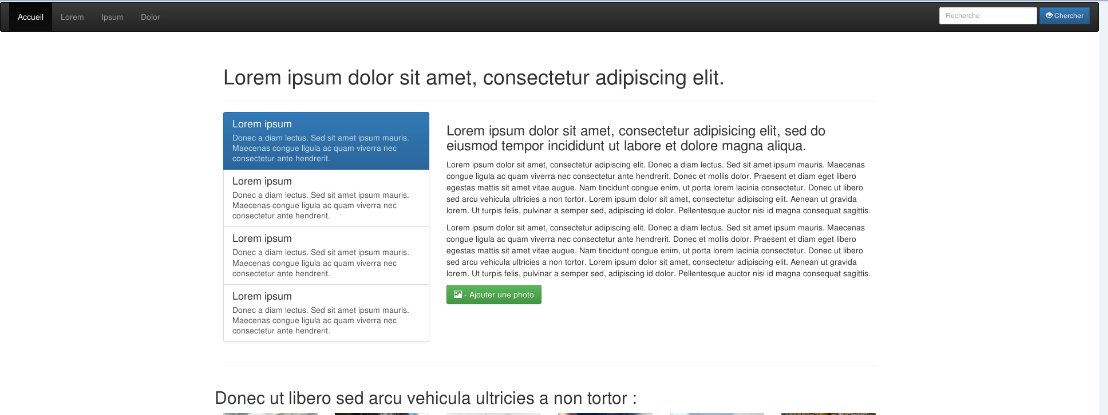 Accueil Lorem Ipsum Dolor Recherche Chercher
Lorem ipsum dolor sit amet, consectetur adipiscing elit.
Lorem ipsum
Donec a diam lectus. Sed sit amet ipsum mauris.
Maecenas congue ligula ac quam viverra nec
consectetur ante hendrerit.
Lorem ipsum
Donec a diam lectus. Sed sit amet ipsum mauris.
Maecenas congue ligula ac quam viverra nec
consectetur ante hendrerit.
Lorem ipsum
Donec a diam lectus. Sed sit amet ipsum mauris.
Maecenas congue ligula ac quam viverra nec
consectetur ante hendrerit.
Lorem ipsum
Donec a diam lectus. Sed sit amet ipsum mauris.
Maecenas congue ligula ac quam viverra nec
consectetur ante hendrerit.
Lorem ipsum dolor sit amet, consectetur adipisicing elit, sed do
eiusmod tempor incididunt ut labore et dolore magna aliqua.
Lorem ipsum dolor sit amet, consectetur adipiscing elit. Donec a diam lectus. Sed sit amet ipsum mauris. Maecenas
congue ligula ac quam viverra nec consectetur ante hendrerit. Donec et mollis dolor. Praesent et diam eget libero
egestas mattis sit amet vitae augue. Nam tincidunt congue enim, ut porta lorem lacinia consectetur. Donec ut libero
sed arcu vehicula ultricies a non tortor. Lorem ipsum dolor sit amet, consectetur adipiscing elit. Aenean ut gravida
lorem. Ut turpis felis, pulvinar a semper sed, adipiscing id dolor. Pellentesque auctor nisi id magna consequat sagittis.
Lorem ipsum dolor sit amet, consectetur adipiscing elit. Donec a diam lectus. Sed sit amet ipsum mauris. Maecenas
congue ligula ac quam viverra nec consectetur ante hendrerit. Donec et mollis dolor. Praesent et diam eget libero
egestas mattis sit amet vitae augue. Nam tincidunt congue enim, ut porta lorem lacinia consectetur. Donec ut libero
sed arcu vehicula ultricies a non tortor. Lorem ipsum dolor sit amet, consectetur adipiscing elit. Aenean ut gravida
lorem. Ut turpis felis, pulvinar a semper sed, adipiscing id dolor. Pellentesque auctor nisi id magna consequat sagittis.
- Ajouter une photo
Donec ut libero sed arcu vehicula ultricies a non tortor :